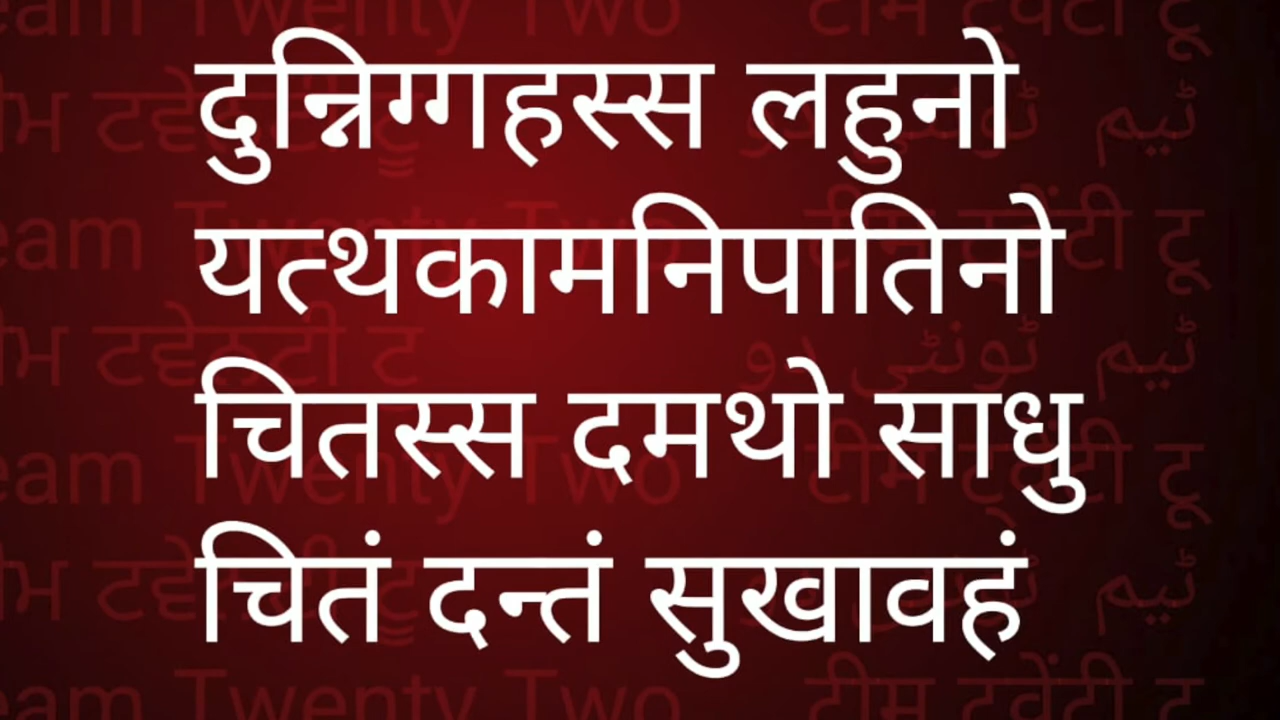 दुन्निग्गहस्स लहुनो
यत्थकामनिपातिनो
चितस्स दमथो साधु
चितं दन्तं सुखावहं